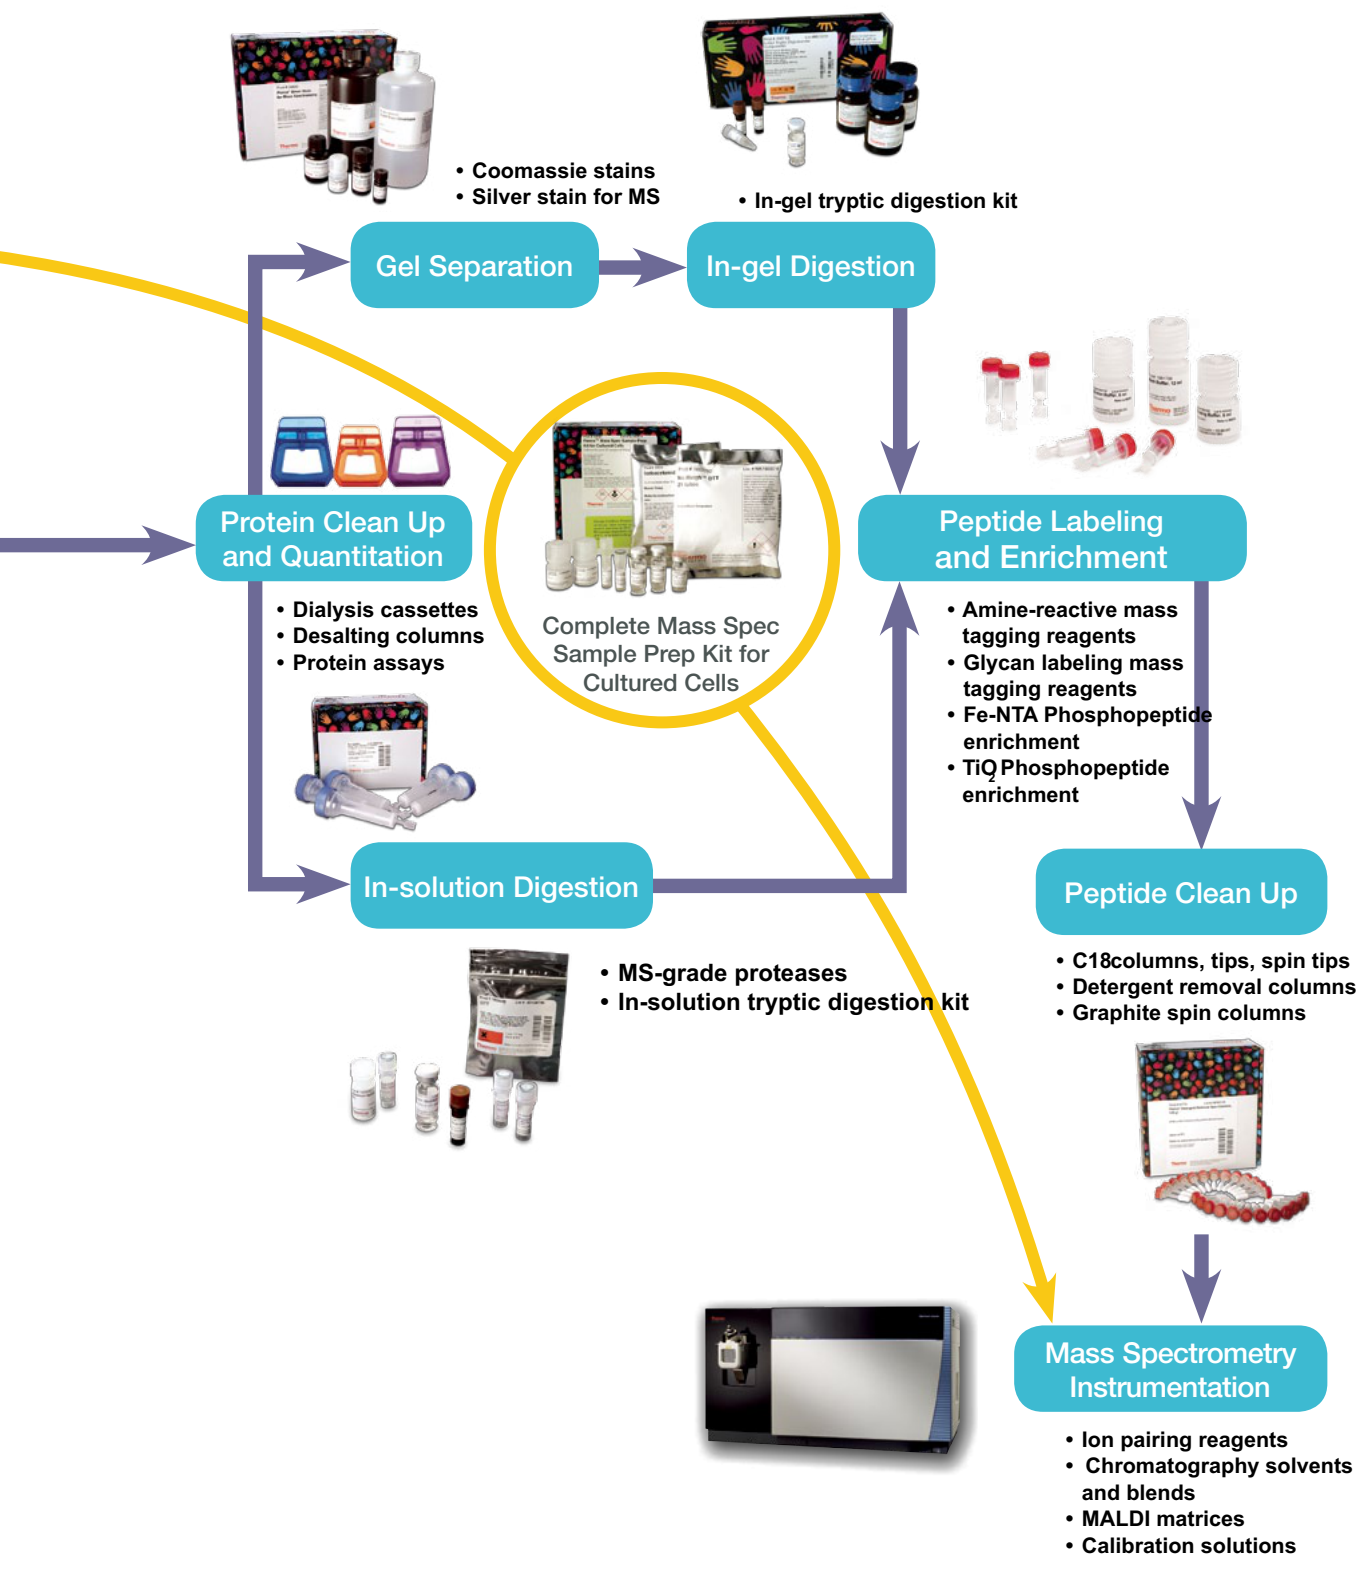 • Coomassie stains
• Silver stain for MS
• In-gel tryptic digestion kit
Gel Separation
In-gel Digestion
Protein Clean Up
and Quantitation
• Dialysis cassettes
• Desalting columns
• Protein assays
Complete Mass Spec
Sample Prep Kit for
Cultured Cells
Peptide Labeling
and Enrichment
• Amine-reactive mass
tagging reagents
• Glycan labeling mass
tagging reagents
• Fe-NTA Phosphopeptide
enrichment
• TiO2 Phosphopeptide
enrichment
In-solution Digestion
• MS-grade proteases
• In-solution tryptic digestion kit
Peptide Clean Up
• C18columns, tips, spin tips
• Detergent removal columns
• Graphite spin columns
Mass Spectrometry
Instrumentation
• Ion pairing reagents
• Chromatography solvents
and blends
• MALDI matrices
• Calibration solutions